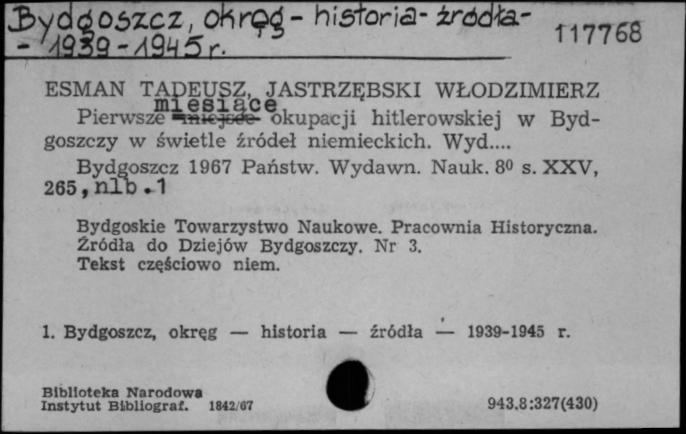 Bydgoszcz, okręg - historia - źródła -
- 1939 - 1945 r.
117768
ESMAN TADEUSZ, JASTRZĘBSKI WŁODZIMIERZ
miesiące
Pierwsze miejsce okupacji hitlerowskiej w Byd-
goszczy w świetle źródeł niemieckich. Wyd....
Bydgoszcz 1967 Państw. Wydawn. Nauk. 8⁰ s. XXV,
265, nlb. 1
Bydgoskie Towarzystwo Naukowe. Pracownia Historyczna.
Źródła do Dziejów Bydgoszczy. Nr 3.
Tekst częściowo niem.
1. Bydgoszcz, okręg — historia — źródła — 1939-1945 r.
Biblioteka Narodowa
Instytut Bibliograf. 1842/67
943.8:327(430)